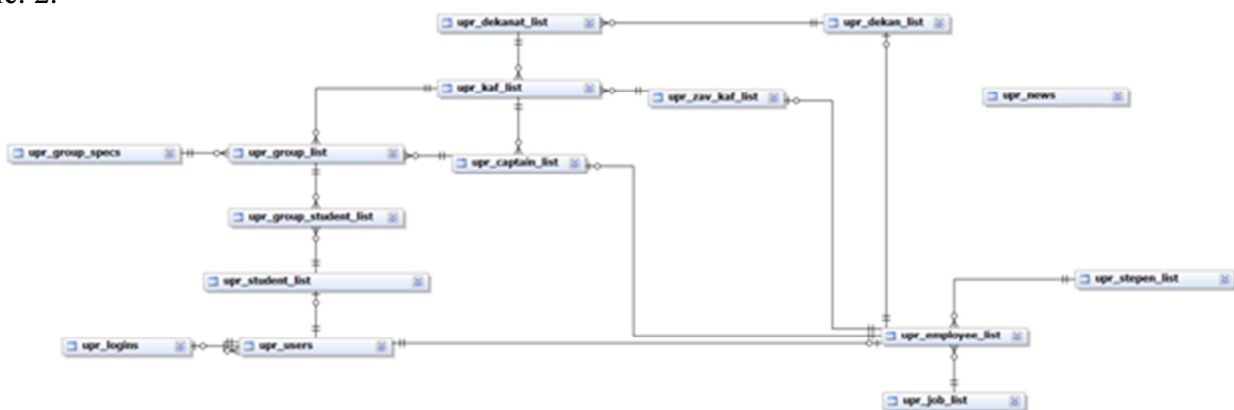 upr_dekanat_list
upr_dekan_list
upr_kaf_list
upr_zav_kaf_list
upr_news
upr_group_specs
upr_group_list
upr_captain_list
upr_group_student_list
upr_student_list
upr_stepen_list
upr_logins
upr_users
upr_employee_list
upr_job_list